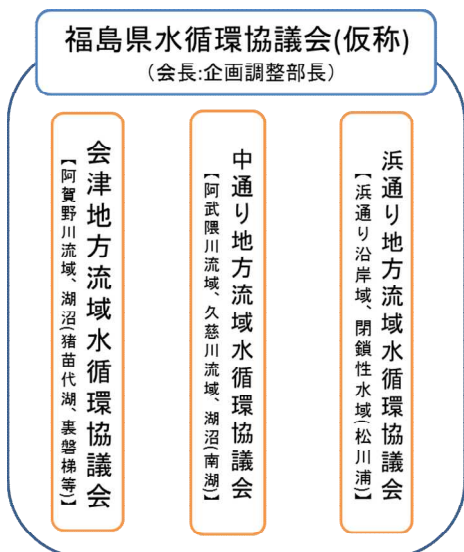 福島県水循環協議会(仮称)
(会長:企画調整部長)
会津地方流域水循環協議会
【阿賀野川流域、湖沼(猪苗代湖、裏磐梯等)】
中通り地方流域水循環協議会
【阿武隈川流域、久慈川流域、湖沼(南湖)】
浜通り地方流域水循環協議会
【浜通り沿岸域、閉鎖性水域(松川浦)】